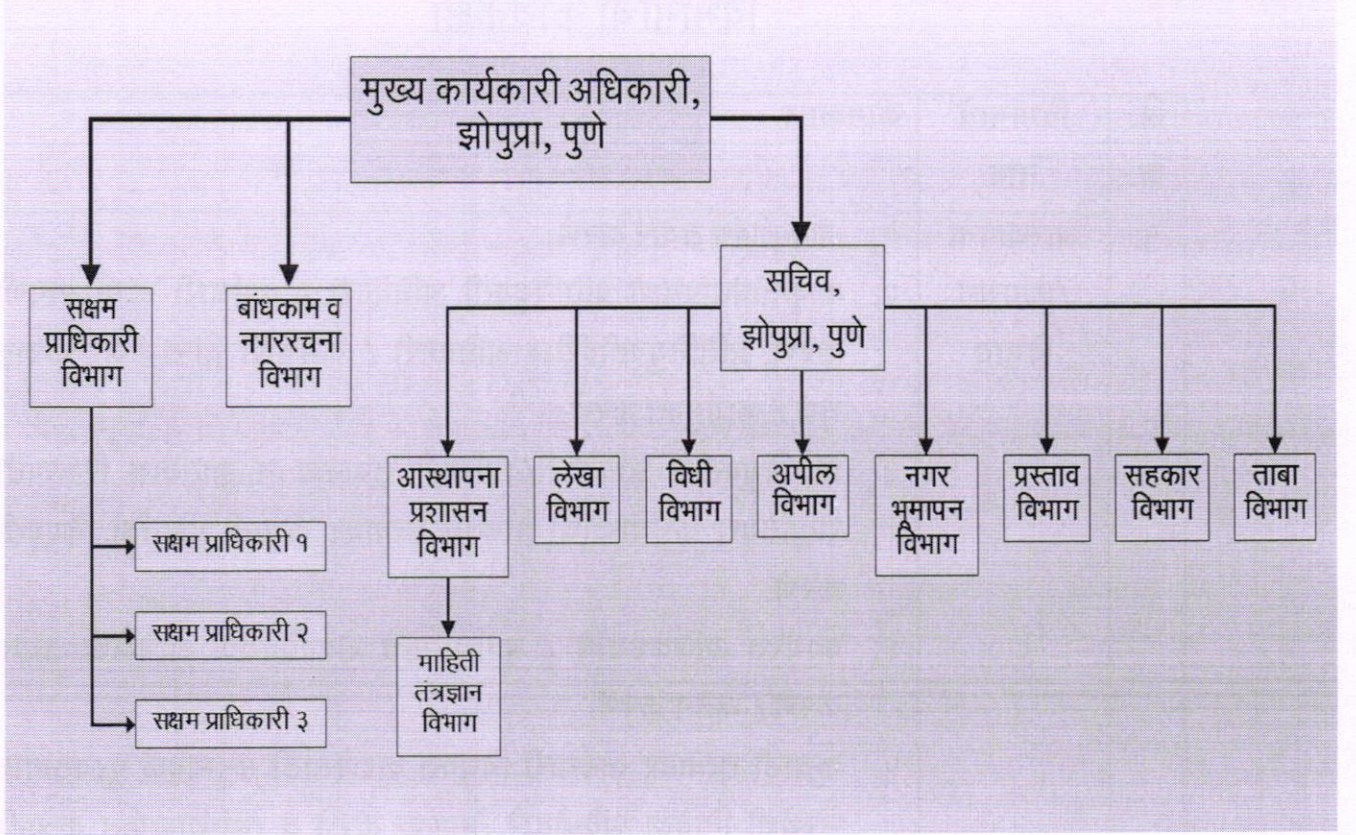 मुख्य कार्यकारी अधिकारी,
झोपुप्रा, पुणे
सचिव,
झोपुप्रा, पुणे
सक्षम
प्राधिकारी
विभाग
बांधकाम व
नगररचना
विभाग
आस्थापना
प्रशासन
विभाग
लेखा
विभाग
विधी
विभाग
अपील
विभाग
नगर
भूमापन
विभाग
प्रस्ताव
विभाग
सहकार
विभाग
ताबा
विभाग
सक्षम प्राधिकारी १
सक्षम प्राधिकारी २
सक्षम प्राधिकारी ३
माहिती
तंत्रज्ञान
विभाग